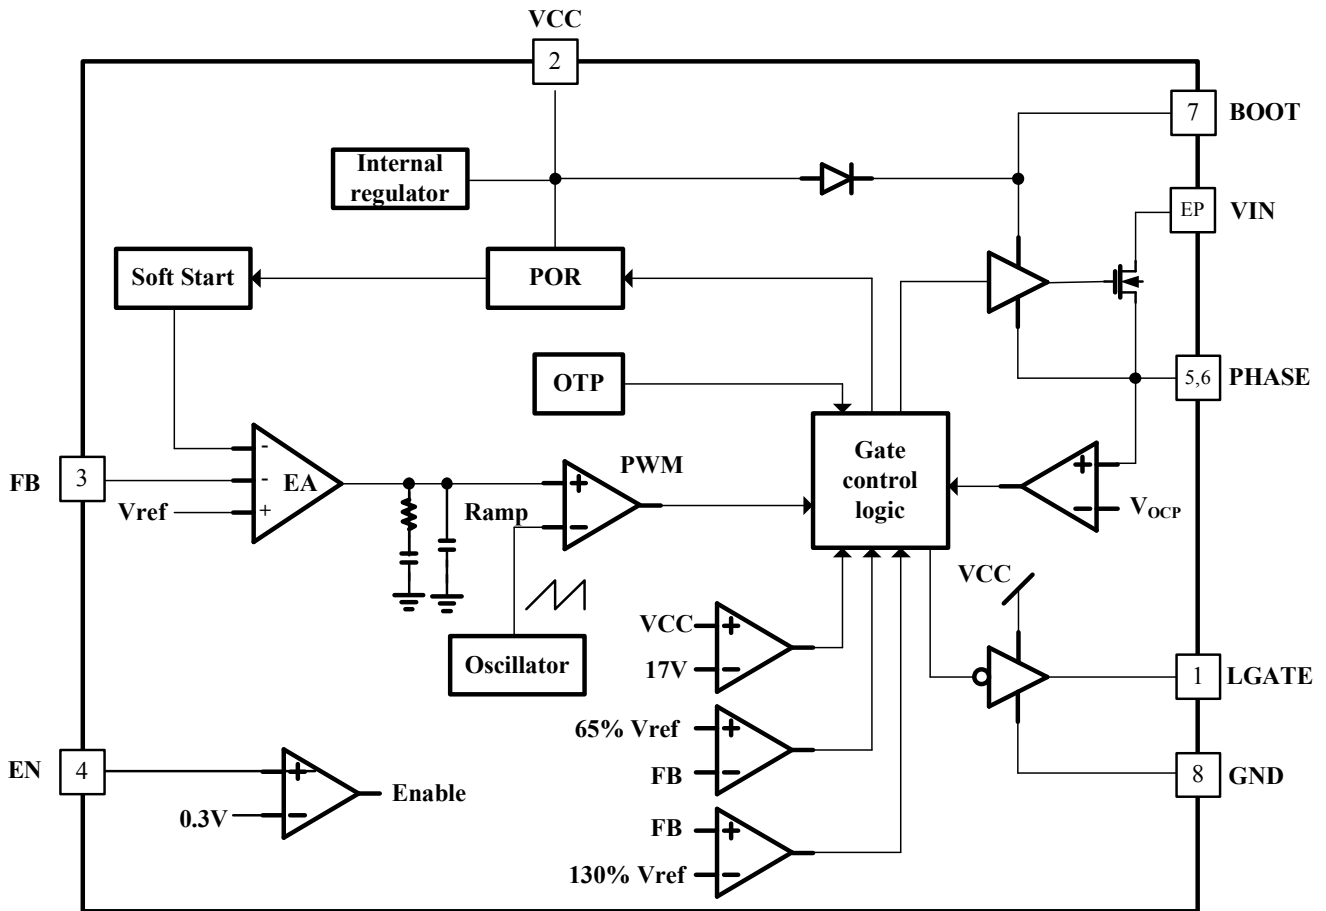 VCC
2
7
BOOT
Internal
regulator
EP
VIN
Soft Start
POR
OTP
5,6
PHASE
Gate
control
logic
PWM
FB
3
-
-
EA
+
Vref
+
−
Ramp
+
−
VOCP
VCC
Oscillator
VCC
+
17V
−
1
LGATE
65% Vref
+
FB
−
EN
4
+
Enable
0.3V
−
8
GND
FB
+
130% Vref
−